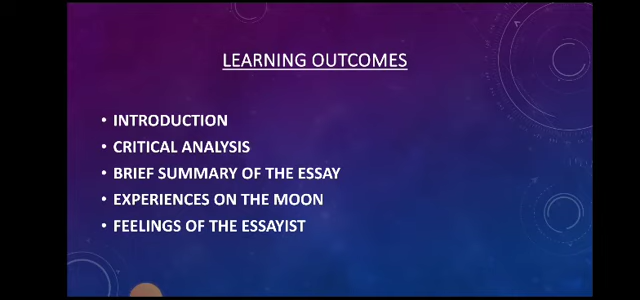 LEARNING OUTCOMES
• INTRODUCTION
• CRITICAL ANALYSIS
• BRIEF SUMMARY OF THE ESSAY
• EXPERIENCES ON THE MOON
• FEELINGS OF THE ESSAYIST